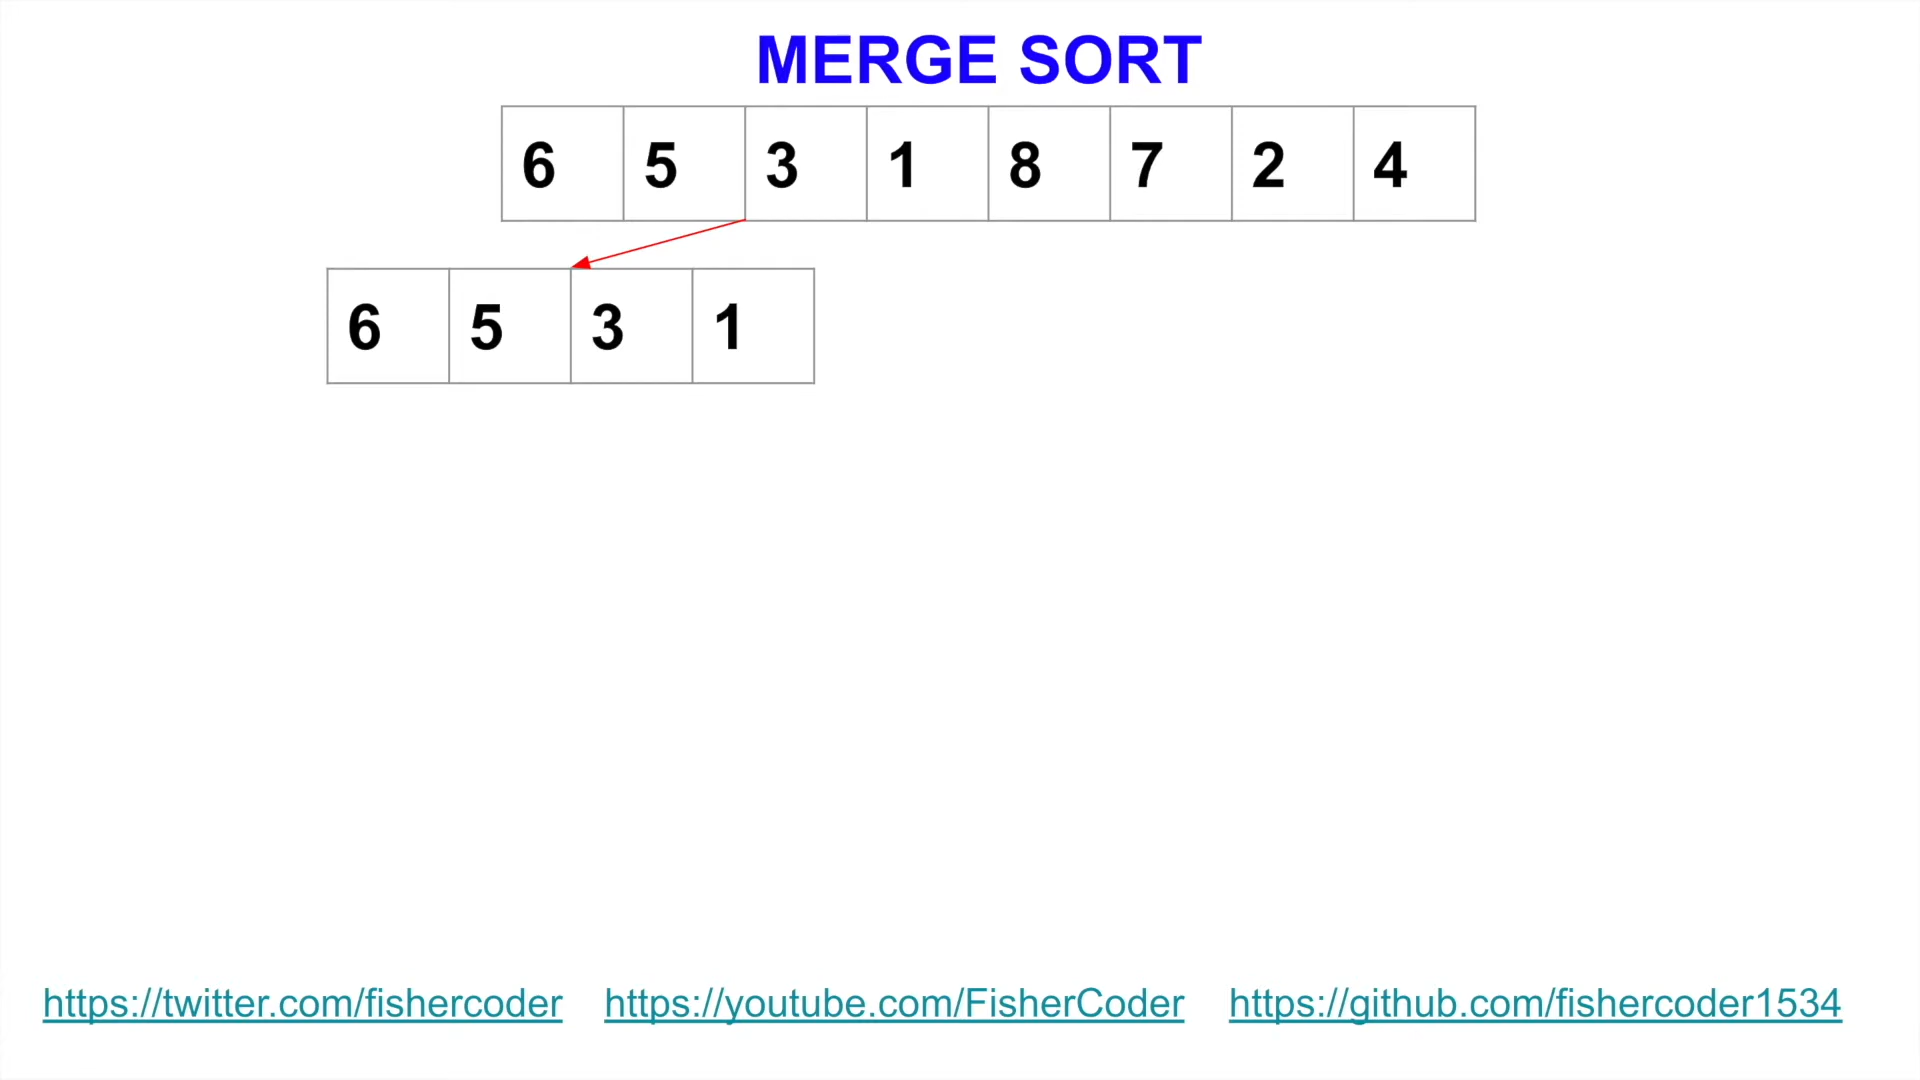 MERGE SORT
6 5 3 1 8 7 2 4
6 5 3 1
https://twitter.com/fishercoder https://youtube.com/FisherCoder https://github.com/fishercoder1534